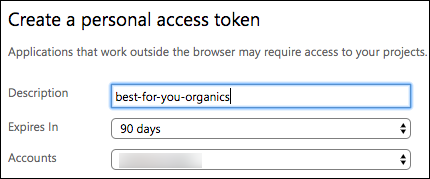 Create a personal access token
Applications that work outside the browser may require access to your projects.
Description best-for-you-organics
Expires In 90 days
Accounts